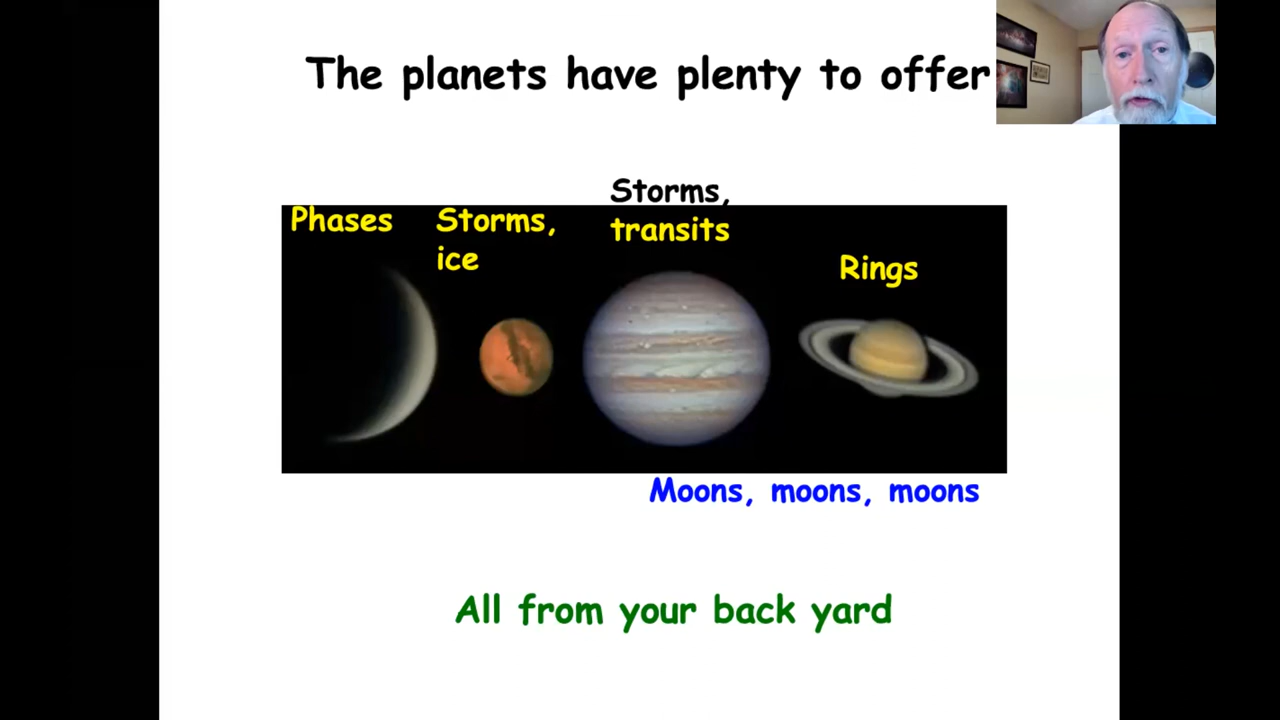 The planets have plenty to offer
Phases
Storms,
ice
Storms,
transits
Rings
Moons, moons, moons
All from your back yard